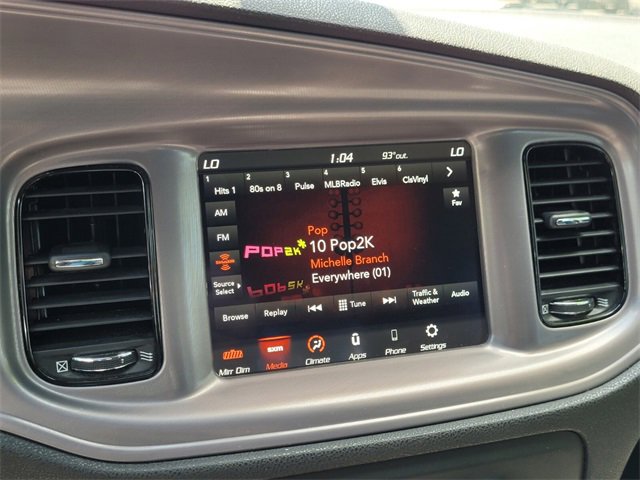 LO 1:04 93°out. LO
1 Hits 1 2 80s on 8 3 Pulse 4 MLBRadio 5 Elvis 6 ClsVinyl
AM
FM
Fav
Pop
POP2K
10 Pop2K
Michelle Branch
Everywhere (01)
Source
Select
Browse Replay Tune Traffic & Weather Audio
Mirr Dim Media Climate Apps Phone Settings
sxm